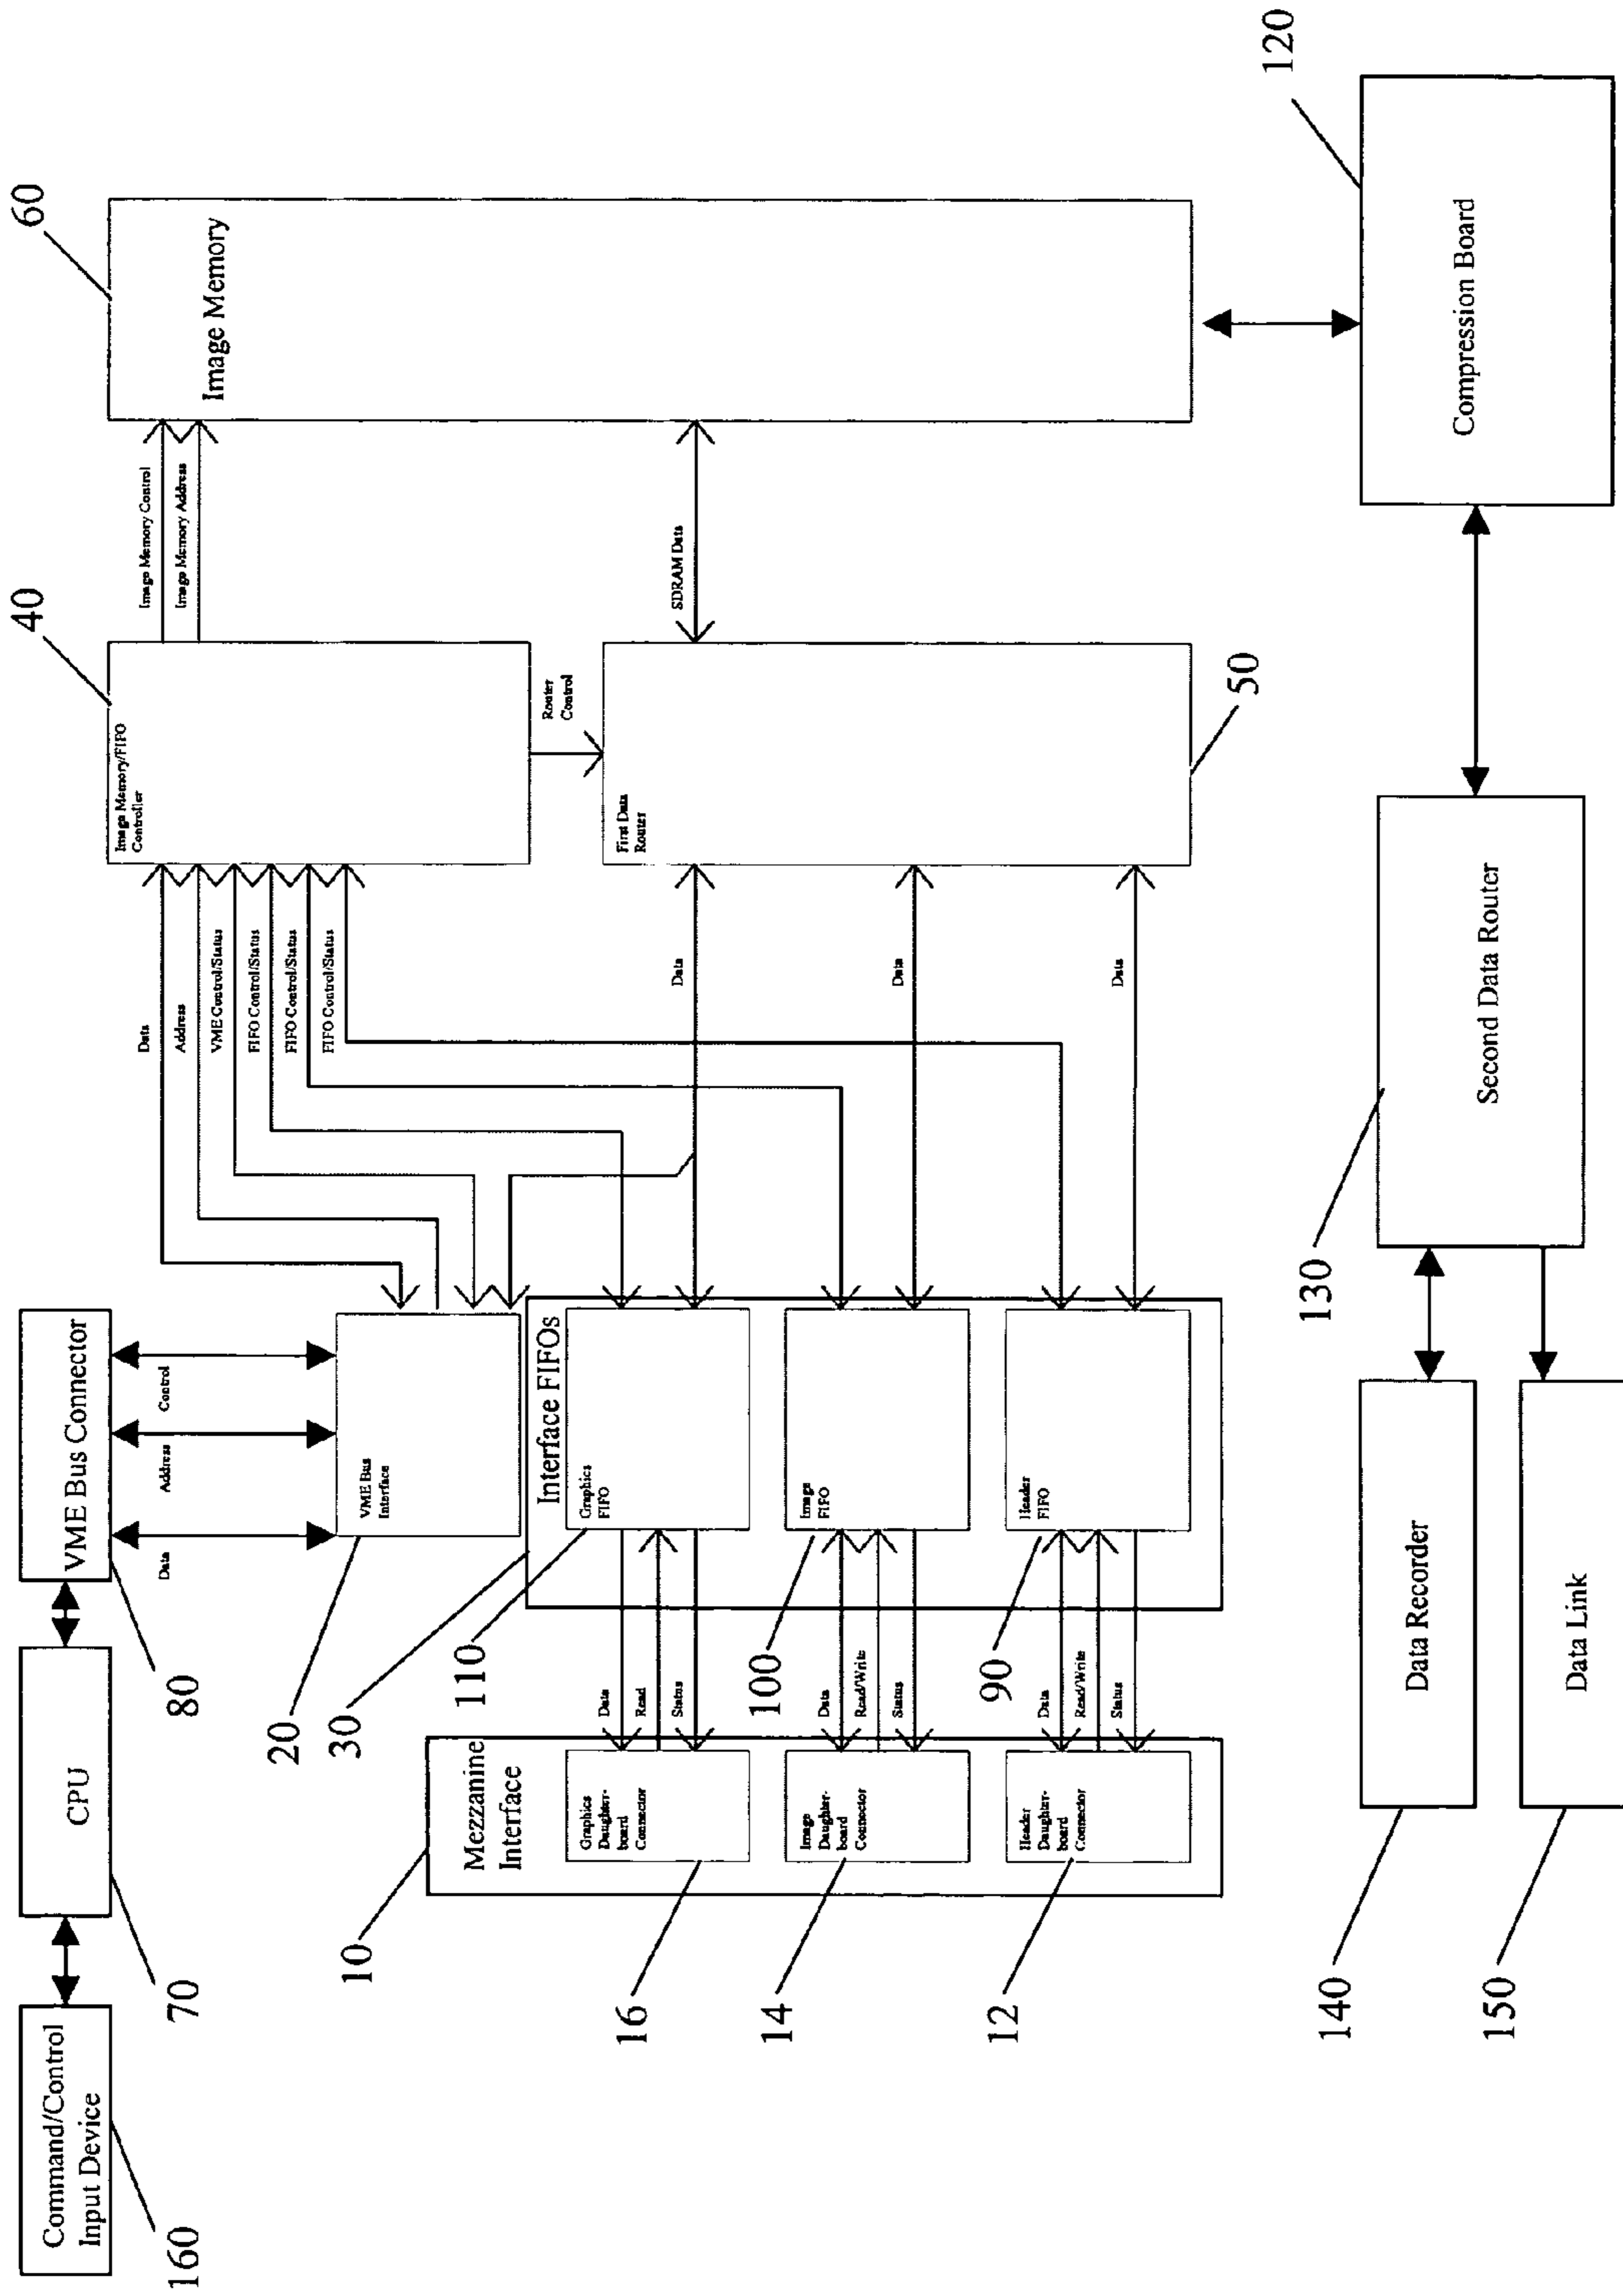 160
Command/Control
Input Device
70
CPU
80
VME Bus Connector
Data
Address
Control
20
VME Bus
Interface
10
Mezzanine
Interface
16
Graphics
Daughter-
board
Connector
14
Image
Daughter-
board
Connector
12
Header
Daughter-
board
Connector
Data
Read
Status
Data
Read/Write
Status
Data
Read/Write
Status
30
Interface FIFOs
110
Graphics
FIFO
100
Image
FIFO
90
Header
FIFO
Data
Address
VME Control/Status
FIFO Control/Status
FIFO Control/Status
FIFO Control/Status
Data
Data
Data
40
Image Memory/FIFO
Controller
Router
Control
First Data
Router
50
Image Memory Control
Image Memory Address
SDRAM Data
60
Image Memory
140
Data Recorder
150
Data Link
130
Second Data Router
120
Compression Board